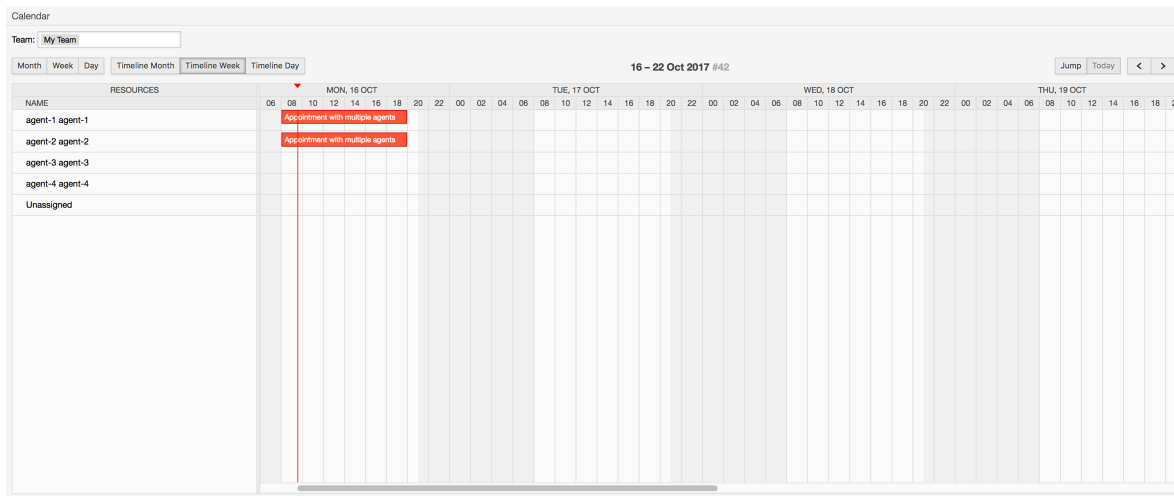 Calendar
Team: My Team
Month Week Day Timeline Month Timeline Week Timeline Day 16 – 22 Oct 2017 #42 Jump Today < >
RESOURCES MON, 16 OCT TUE, 17 OCT WED, 18 OCT THU, 19 OCT
NAME 06 08 10 12 14 16 18 20 22 00 02 04 06 08 10 12 14 16 18 20 22 00 02 04 06 08 10 12 14 16 18 20 22 00 02 04 06 08 10 12 14 16 18
agent-1 agent-1 Appointment with multiple agents
agent-2 agent-2 Appointment with multiple agents
agent-3 agent-3
agent-4 agent-4
Unassigned